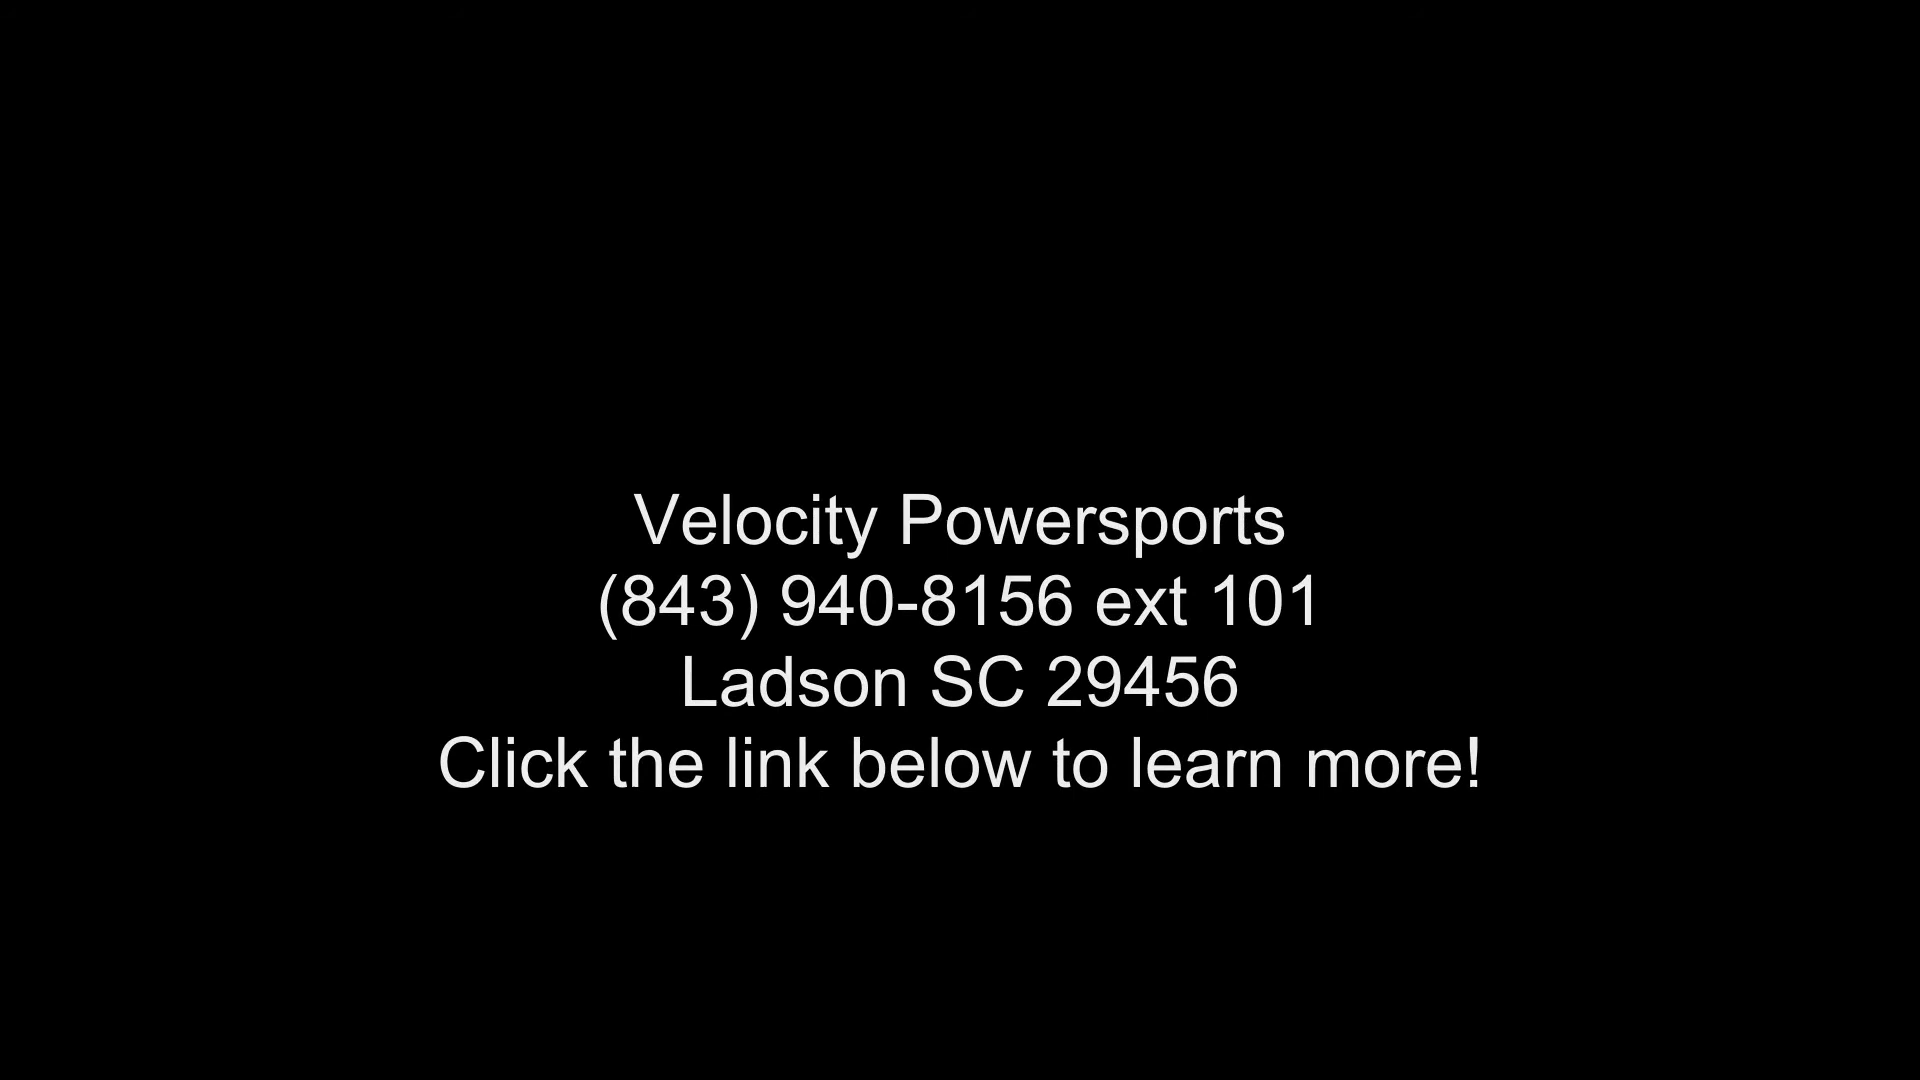 Velocity Powersports
(843) 940-8156 ext 101
Ladson SC 29456
Click the link below to learn more!